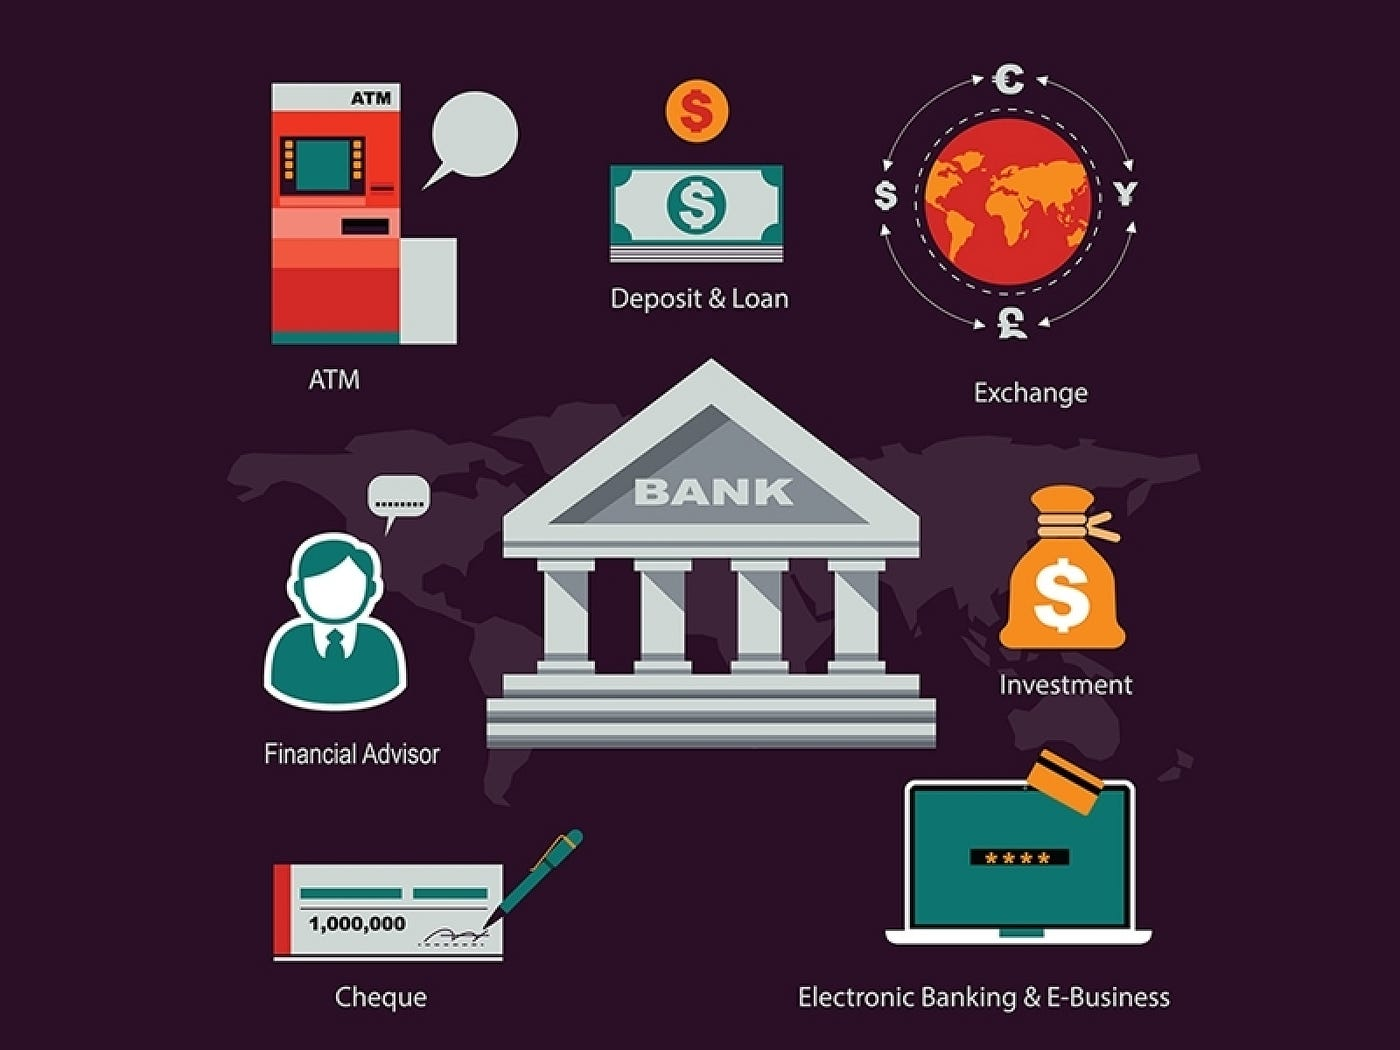 ATM
$
€
$
¥
$
£
Deposit & Loan
ATM
Exchange
BANK
........
$
Investment
Financial Advisor
****
1,000,000
Cheque
Electronic Banking & E-Business